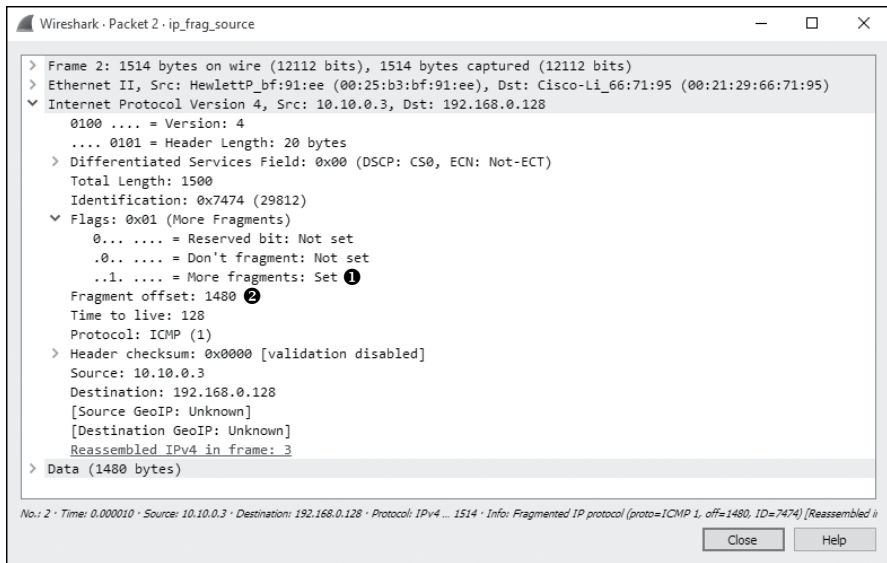 Wireshark · Packet 2 · ip_frag_source
Frame 2: 1514 bytes on wire (12112 bits), 1514 bytes captured (12112 bits)
Ethernet II, Src: HewlettP_bf:91:ee (00:25:b3:bf:91:ee), Dst: Cisco-Li_66:71:95 (00:21:29:66:71:95)
Internet Protocol Version 4, Src: 10.10.0.3, Dst: 192.168.0.128
0100 .... = Version: 4
.... 0101 = Header Length: 20 bytes
Differentiated Services Field: 0x00 (DSCP: CS0, ECN: Not-ECT)
Total Length: 1500
Identification: 0x7474 (29812)
Flags: 0x01 (More Fragments)
0... .... = Reserved bit: Not set
.0.. .... = Don't fragment: Not set
..1. .... = More fragments: Set ❶
Fragment offset: 1480 ❷
Time to live: 128
Protocol: ICMP (1)
Header checksum: 0x0000 [validation disabled]
Source: 10.10.0.3
Destination: 192.168.0.128
[Source GeoIP: Unknown]
[Destination GeoIP: Unknown]
Reassembled IPv4 in frame: 3
Data (1480 bytes)
No.: 2 · Time: 0.000010 · Source: 10.10.0.3 · Destination: 192.168.0.128 · Protocol: IPv4 ... 1514 · Info: Fragmented IP protocol (proto=ICMP 1, off=1480, ID=7474) [Reassembled i
Close Help